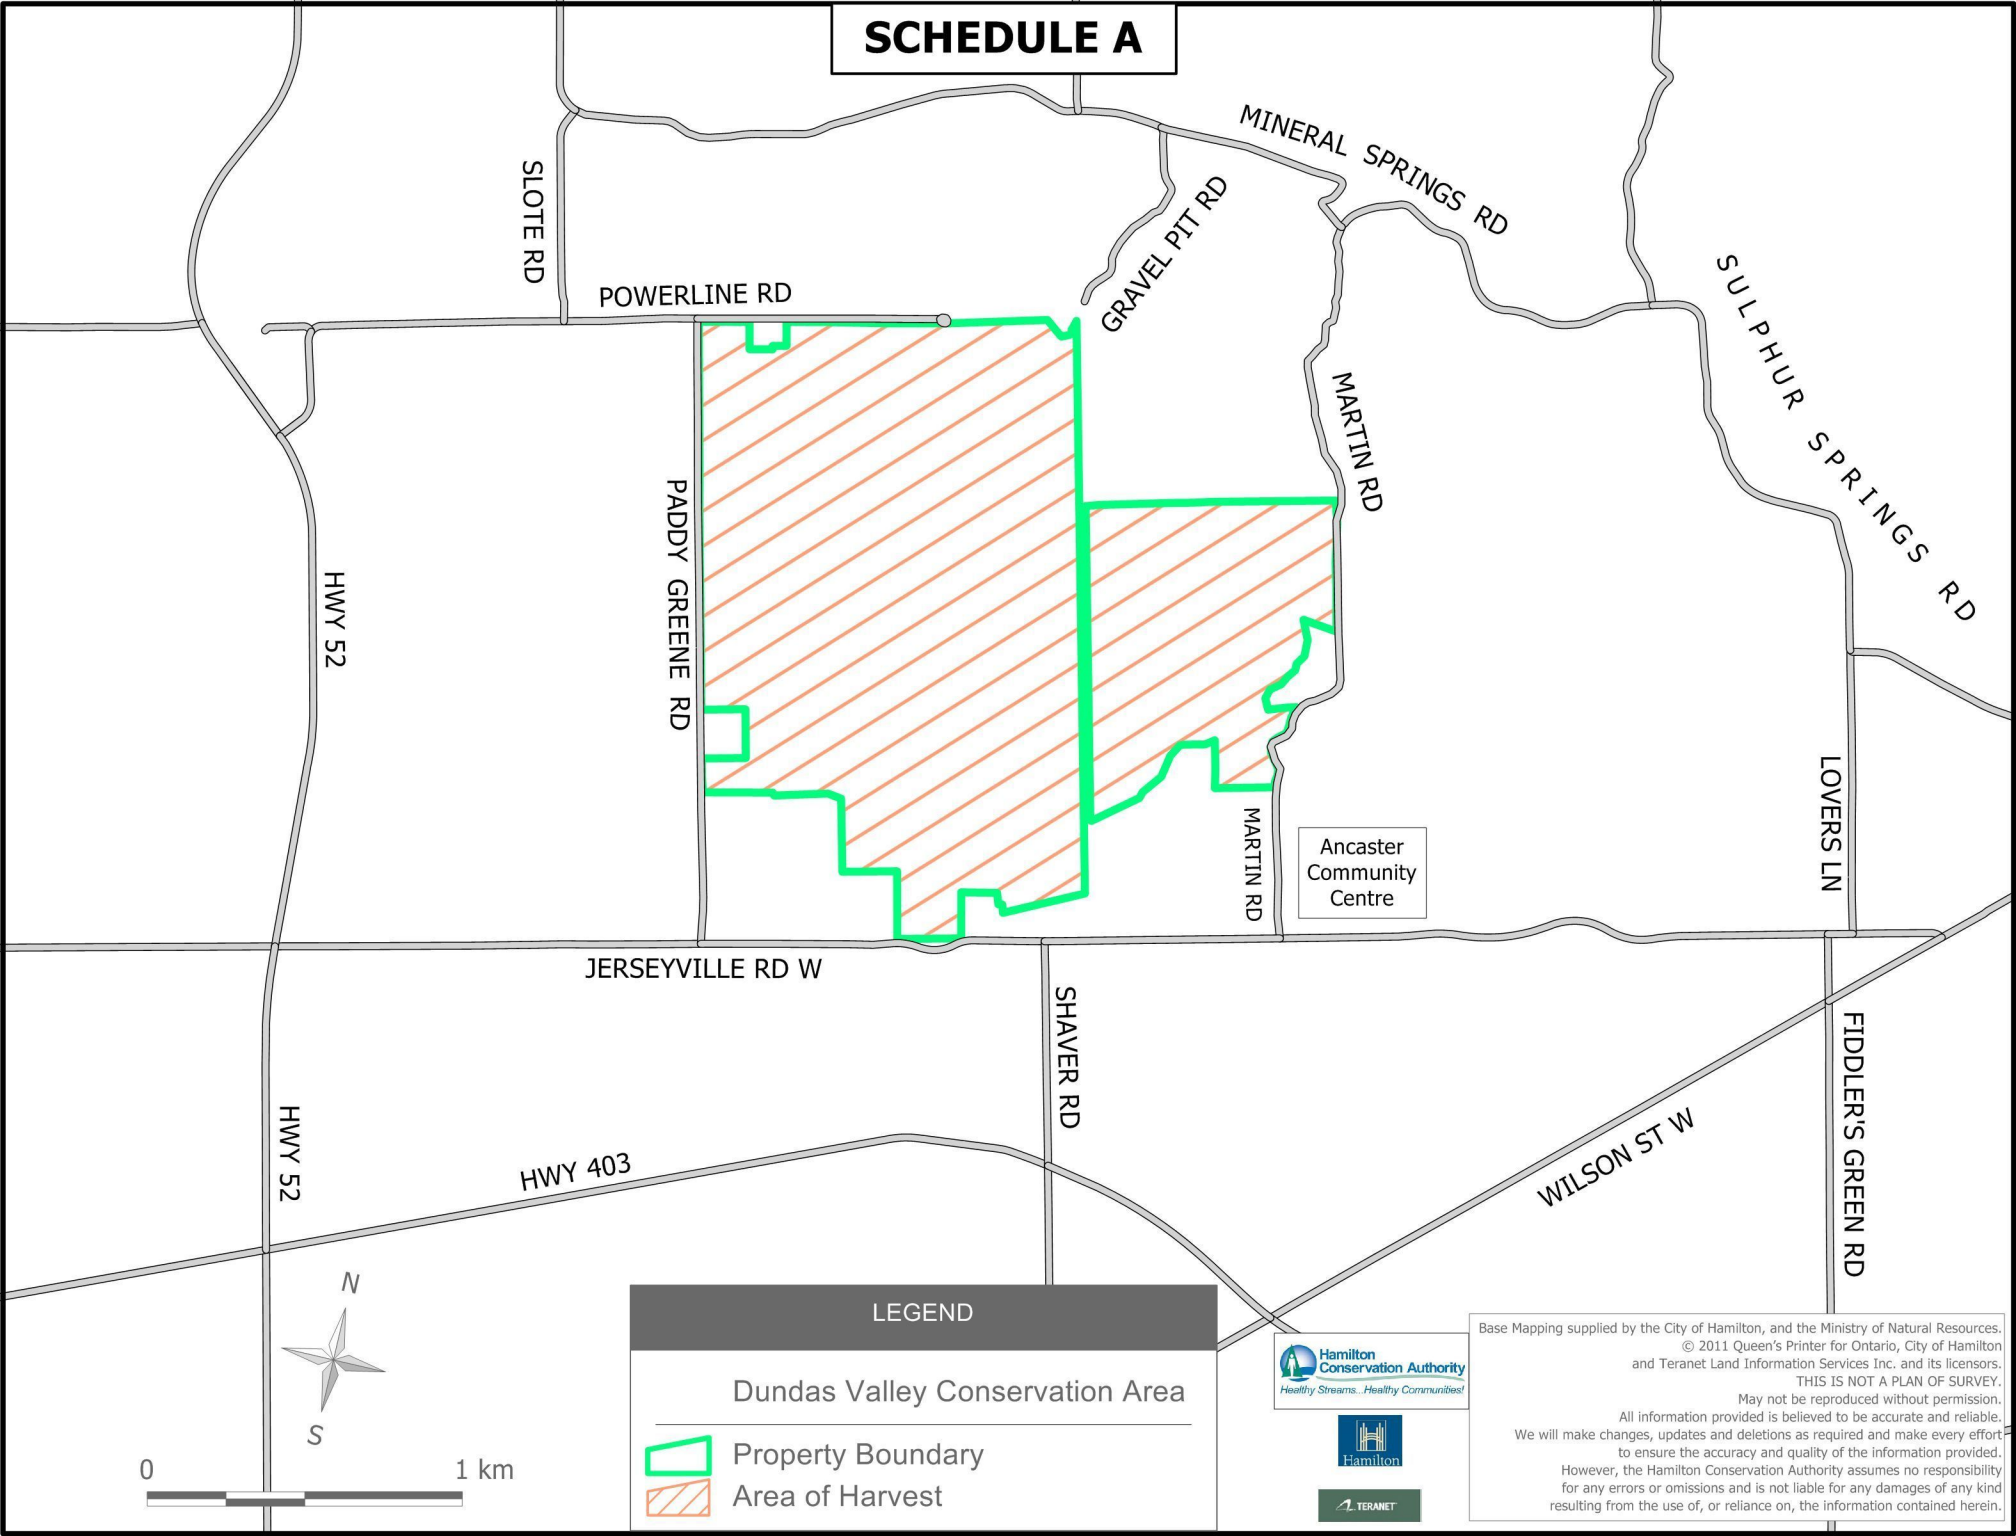 SCHEDULE A
MINERAL SPRINGS RD
SLOTE RD
GRAVEL PIT RD
POWERLINE RD
SULPHUR SPRINGS RD
MARTIN RD
PADDY GREENE RD
HWY 52
LOVERS LN
MARTIN RD
Ancaster
Community
Centre
JERSEYVILLE RD W
SHAVER RD
FIDDLER'S GREEN RD
HWY 52
HWY 403
WILSON ST W
N
S
0 1 km
LEGEND
Dundas Valley Conservation Area
Property Boundary
Area of Harvest
Hamilton
Conservation Authority
Healthy Streams...Healthy Communities!
Hamilton
TERANET
Base Mapping supplied by the City of Hamilton, and the Ministry of Natural Resources.
© 2011 Queen's Printer for Ontario, City of Hamilton
and Teranet Land Information Services Inc. and its licensors.
THIS IS NOT A PLAN OF SURVEY.
May not be reproduced without permission.
All information provided is believed to be accurate and reliable.
We will make changes, updates and deletions as required and make every effort
to ensure the accuracy and quality of the information provided.
However, the Hamilton Conservation Authority assumes no responsibility
for any errors or omissions and is not liable for any damages of any kind
resulting from the use of, or reliance on, the information contained herein.